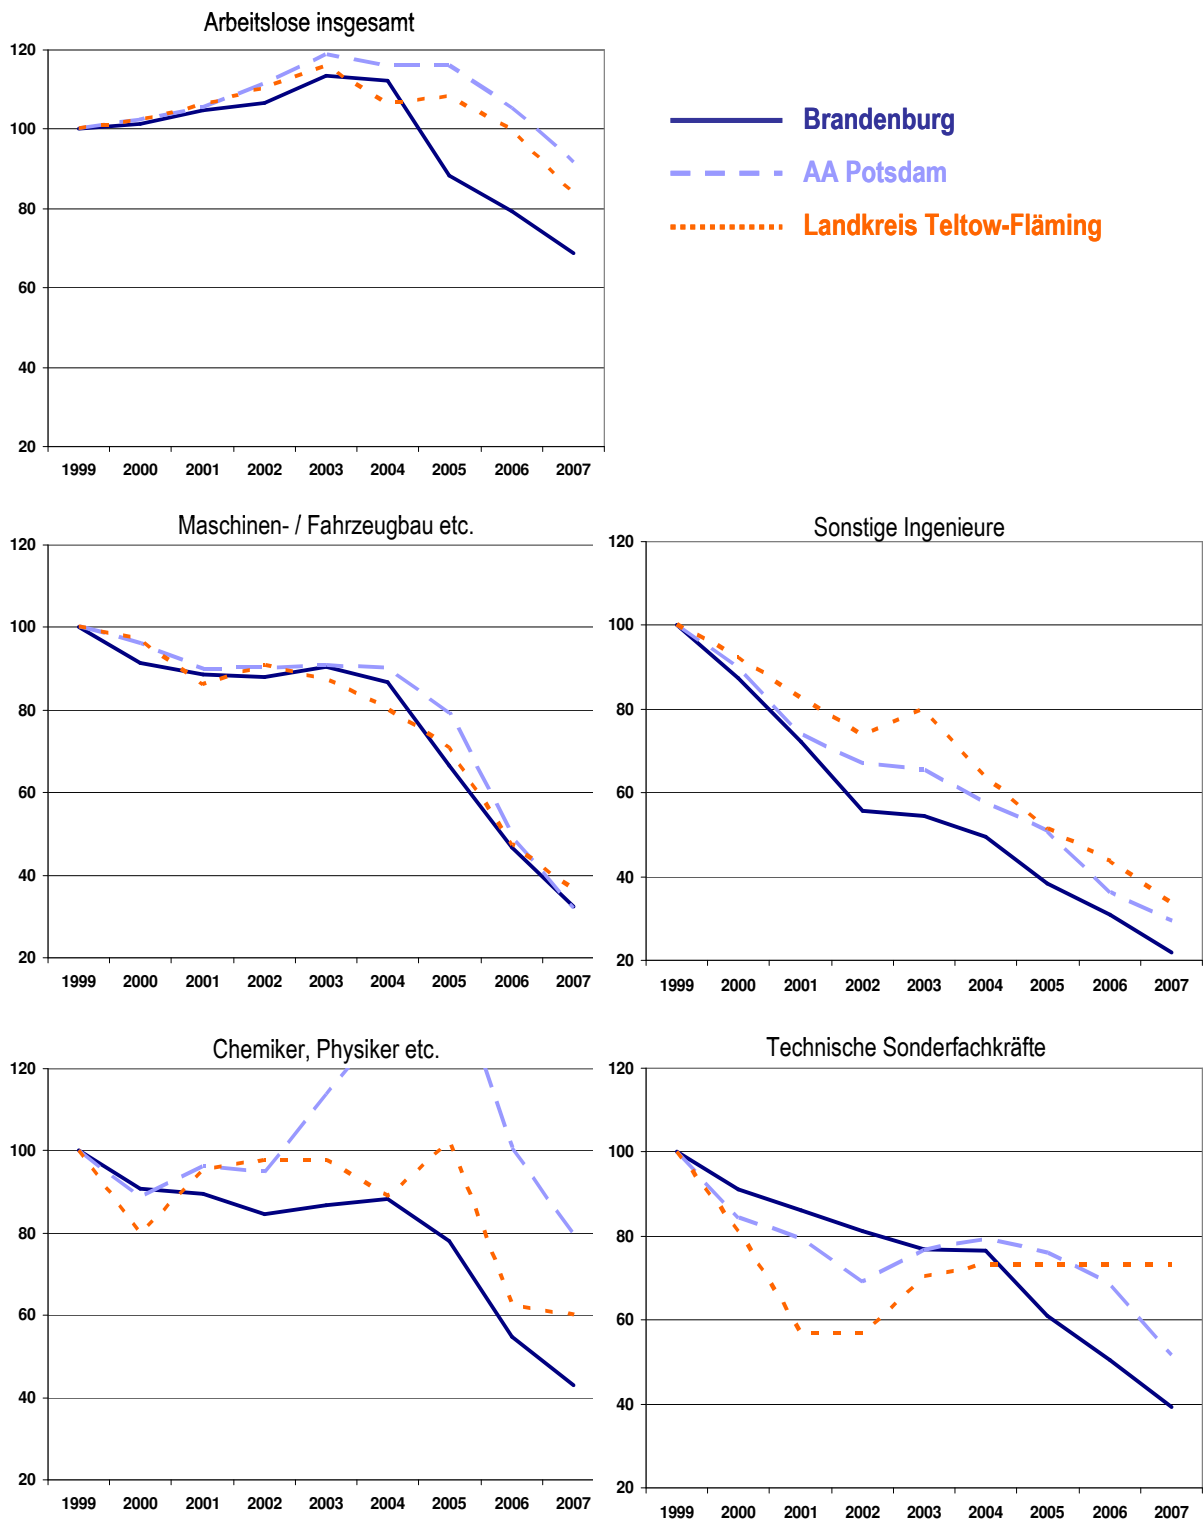 Arbeitslose insgesamt
120
100
80
60
40
20
1999 2000 2001 2002 2003 2004 2005 2006 2007
Brandenburg
AA Potsdam
Landkreis Teltow-Fläming
Maschinen- / Fahrzeugbau etc.
120
100
80
60
40
20
1999 2000 2001 2002 2003 2004 2005 2006 2007
Sonstige Ingenieure
120
100
80
60
40
20
1999 2000 2001 2002 2003 2004 2005 2006 2007
Chemiker, Physiker etc.
120
100
80
60
40
20
1999 2000 2001 2002 2003 2004 2005 2006 2007
Technische Sonderfachkräfte
120
100
80
60
40
20
1999 2000 2001 2002 2003 2004 2005 2006 2007